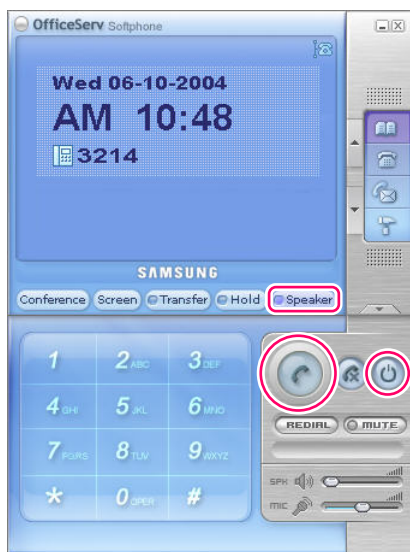 OfficeServ Softphone
Wed 06-10-2004
AM 10:48
3214
SAMSUNG
Conference Screen Transfer Hold Speaker
1 2 ABC 3 DEF
4 GHI 5 JKL 6 MNO
7 PQRS 8 TUV 9 WXYZ
* 0 OPER #
REDIAL MUTE
SPK
MIC